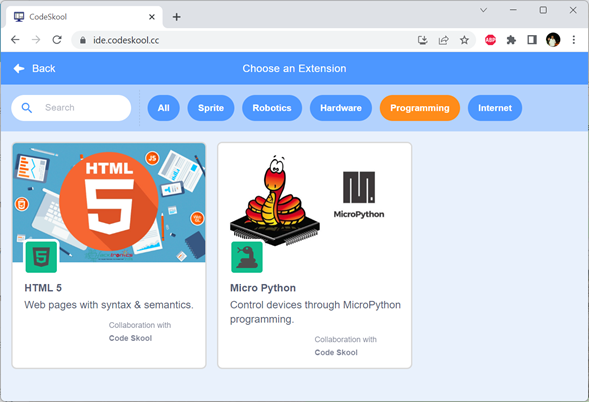 CodeSkool
ide.codeskool.cc
ABP
Back
Choose an Extension
Search
All
Sprite
Robotics
Hardware
Programming
Internet
HTML
5
JS
5
HTML 5
Web pages with syntax & semantics.
Collaboration with
Code Skool
MicroPython
Micro Python
Control devices through MicroPython
programming.
Collaboration with
Code Skool